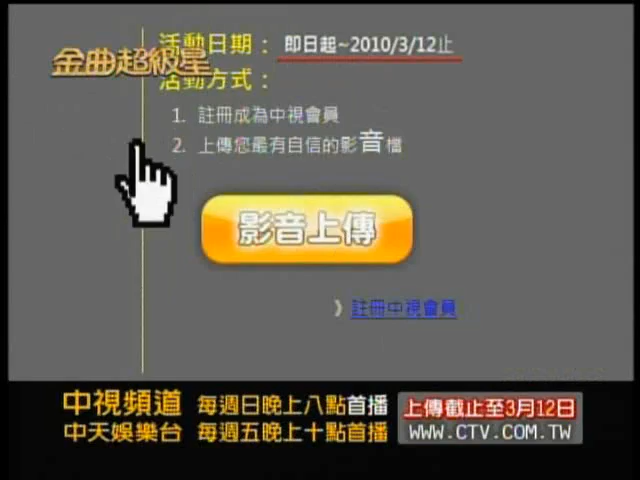 活動日期： 即日起~2010/3/12止
金曲超級星
活動方式：
1. 註冊成為中視會員
2. 上傳您最有自信的影音檔
影音上傳
》註冊中視會員
中視頻道 每週日晚上八點首播
上傳截止至3月12日
中天娛樂台 每週五晚上十點首播
WWW.CTV.COM.TW